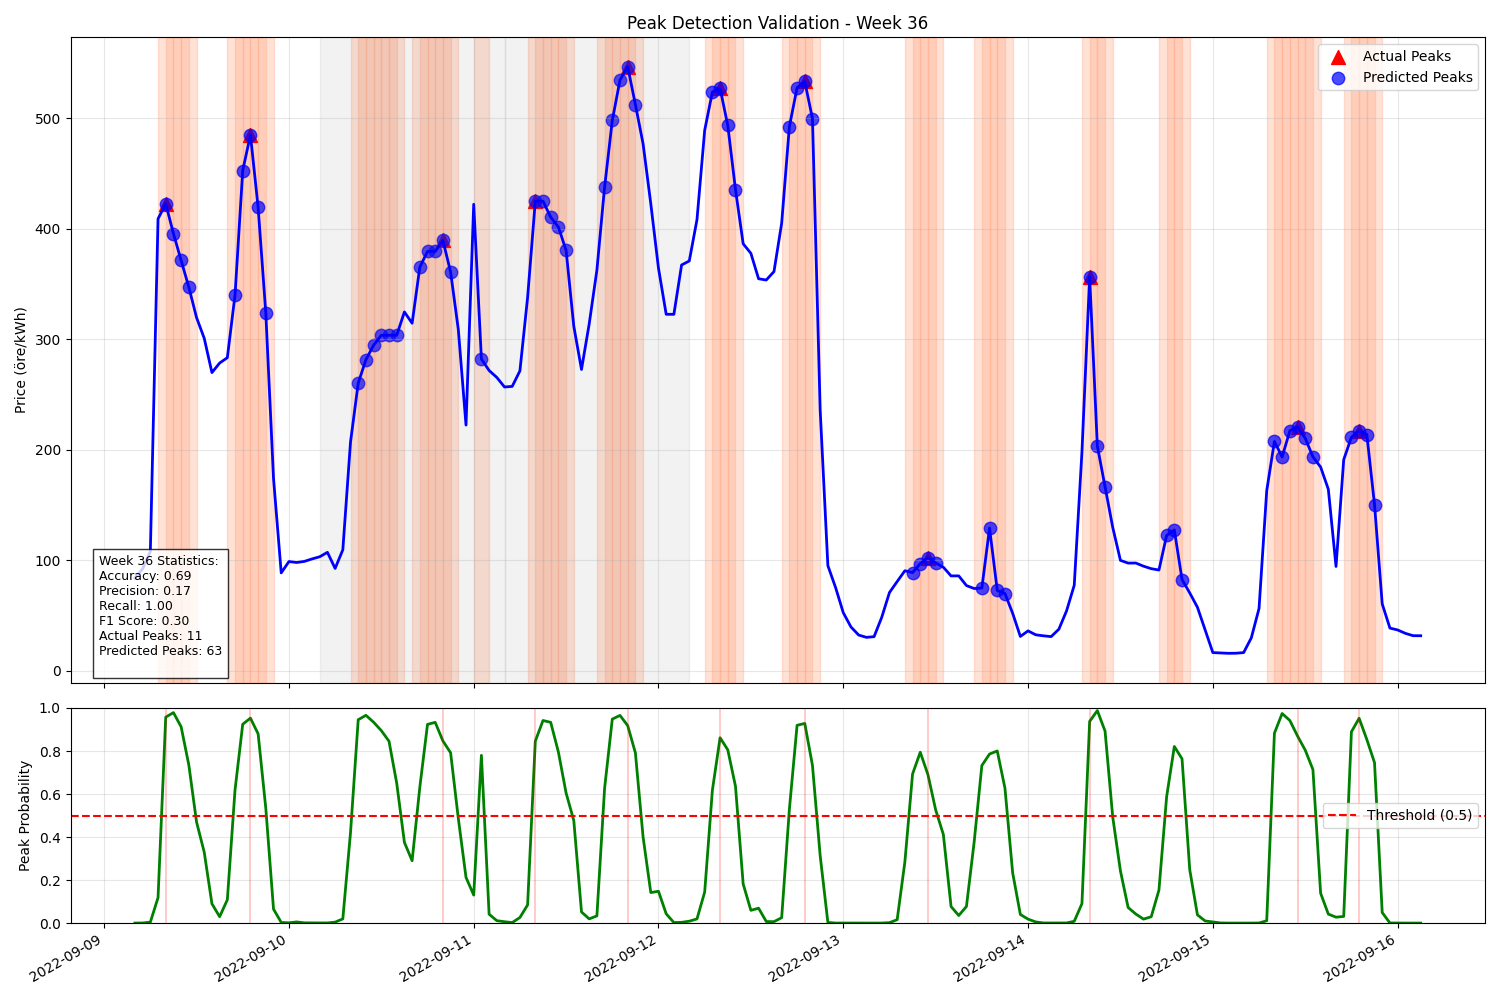 Peak Detection Validation - Week 36
Actual Peaks
Predicted Peaks
Price (öre/kWh)
500
400
300
200
100
0
Week 36 Statistics:
Accuracy: 0.69
Precision: 0.17
Recall: 1.00
F1 Score: 0.30
Actual Peaks: 11
Predicted Peaks: 63
Peak Probability
1.0
0.8
0.6
0.4
0.2
0.0
Threshold (0.5)
2022-09-09
2022-09-10
2022-09-11
2022-09-12
2022-09-13
2022-09-14
2022-09-15
2022-09-16